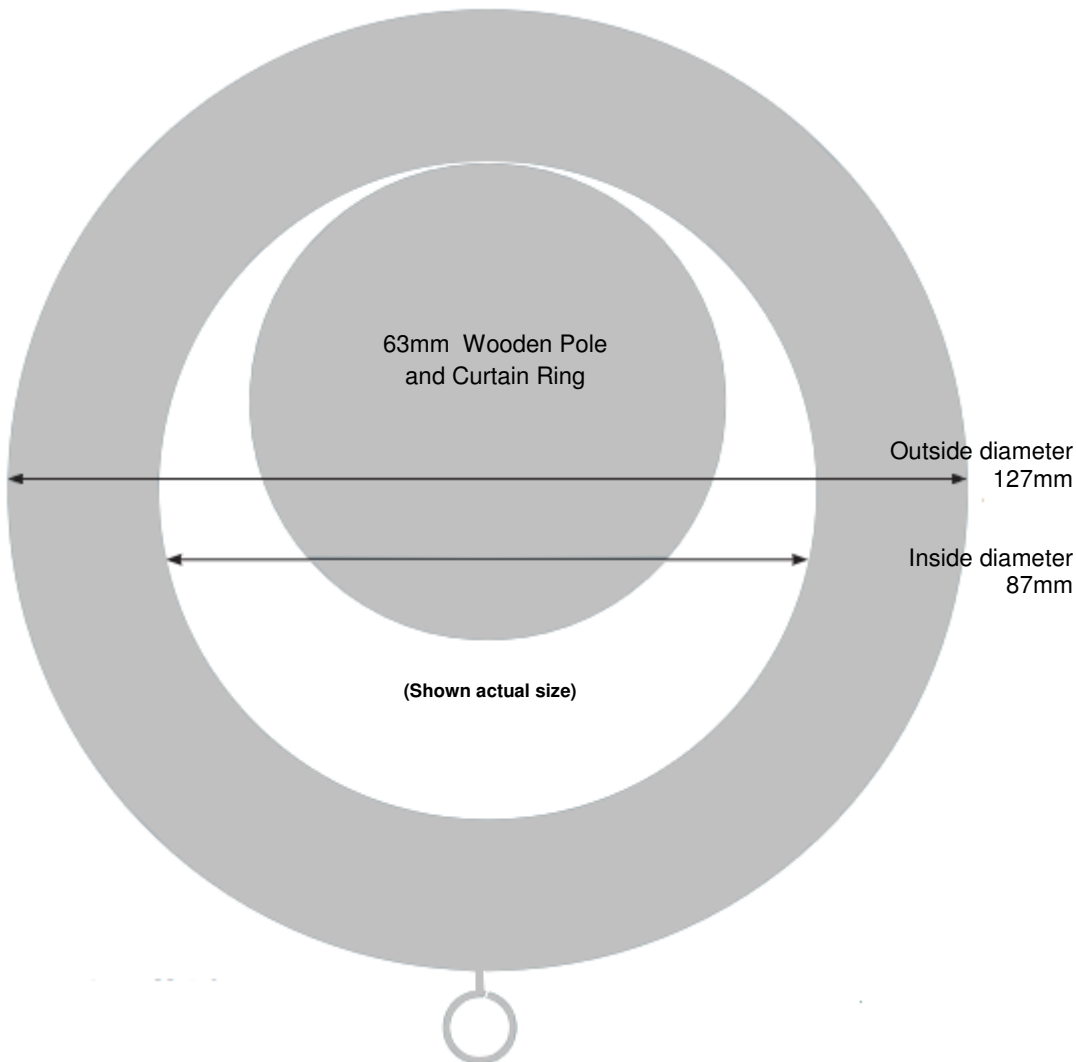 63mm Wooden Pole
and Curtain Ring
Outside diameter
127mm
Inside diameter
87mm
(Shown actual size)